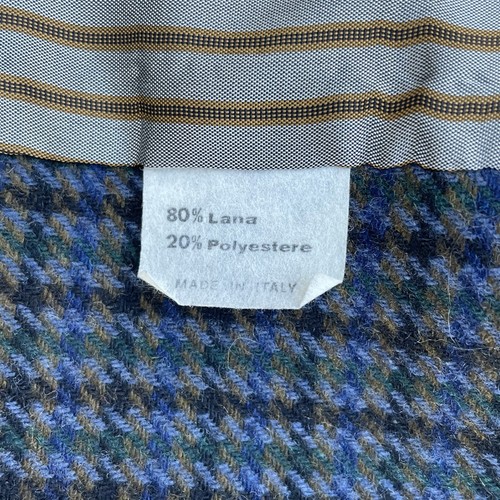 80% Lana
20% Polyestere
MADE IN ITALY